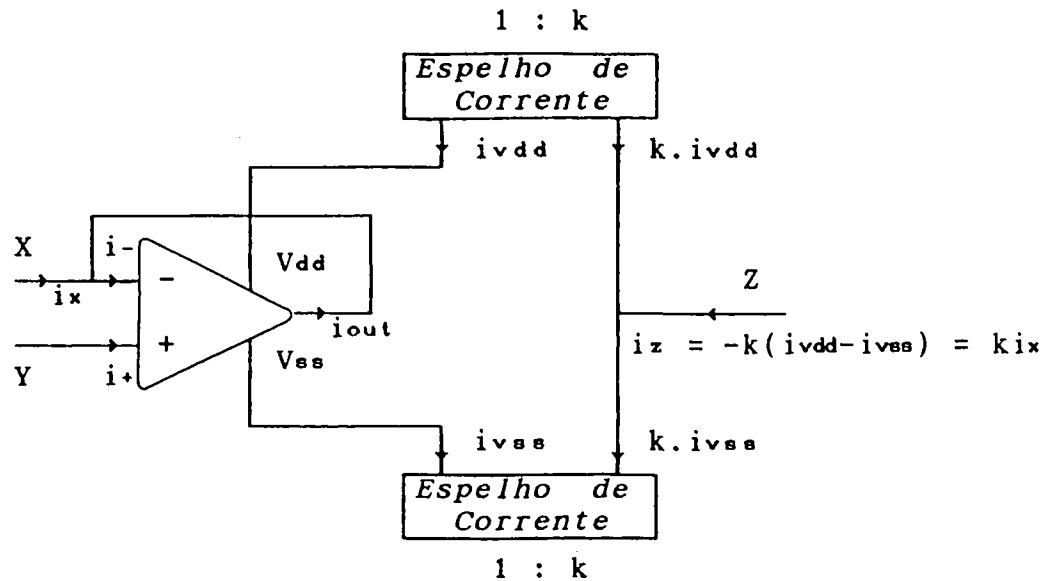 1 : k
Espelho de
Corrente
ivdd
k.ivdd
X
i-
Vdd
Z
ix
-
iout
+
iz = -k(ivdd-ivss) = kix
Y
i+
Vss
ivss
k.ivss
Espelho de
Corrente
1 : k